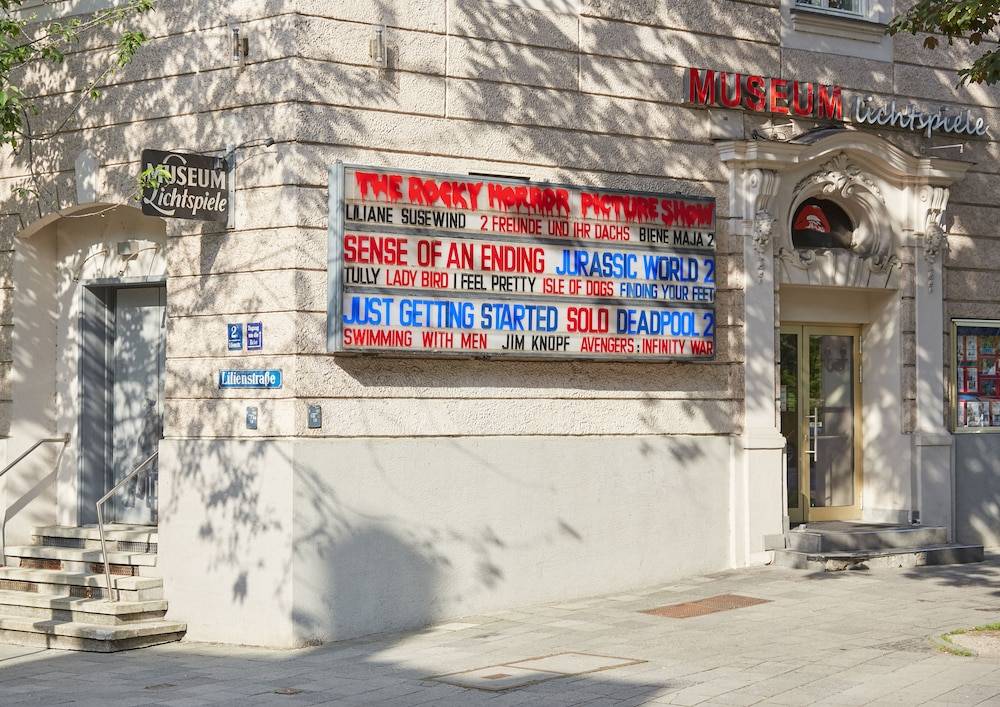 MUSEUM lichtspiele
MUSEUM
Lichtspiele
THE ROCKY HORROR PICTURE SHOW
LILIANE SUSEWIND 2 FREUNDE UND IHR DACHS BIENE MAJA 2
SENSE OF AN ENDING JURASSIC WORLD 2
TULLY LADY BIRD I FEEL PRETTY ISLE OF DOGS FINDING YOUR FEET
JUST GETTING STARTED SOLO DEADPOOL 2
SWIMMING WITH MEN JIM KNOPF AVENGERS: INFINITY WAR
2
Lilienstraße